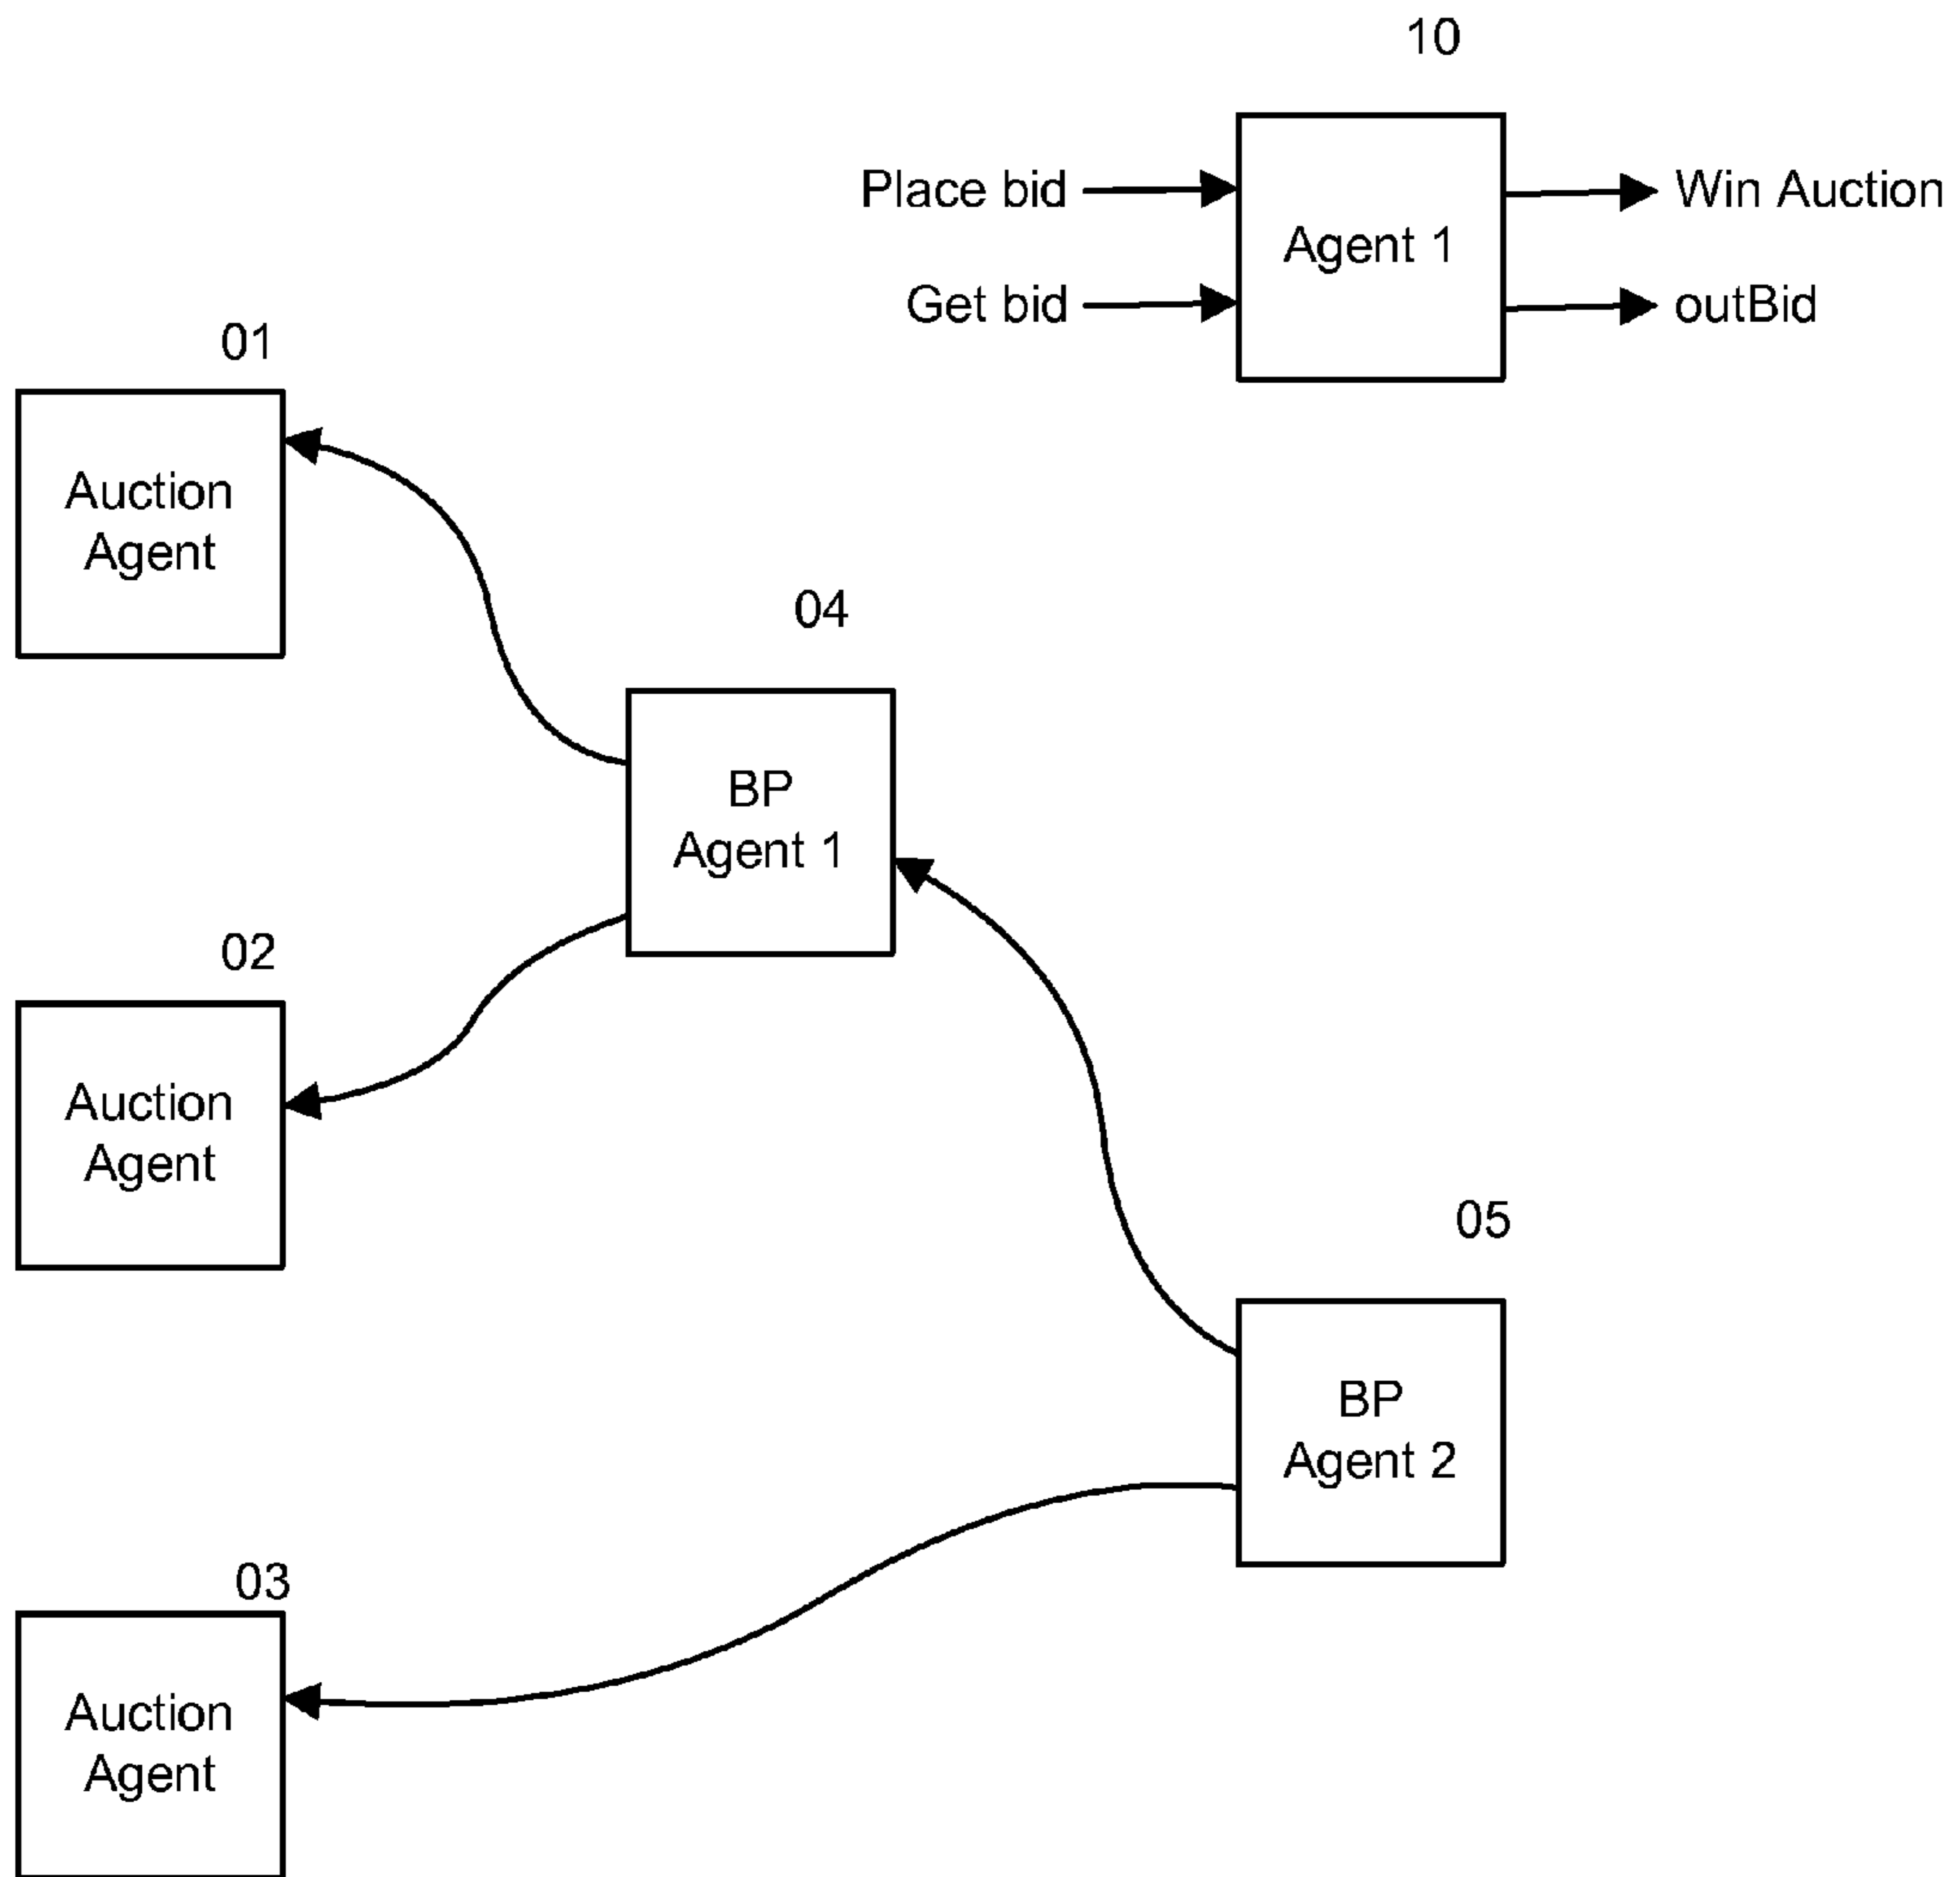 10
Place bid
Win Auction
Agent 1
Get bid
outBid
01
Auction
Agent
04
BP
Agent 1
02
Auction
Agent
05
BP
Agent 2
03
Auction
Agent